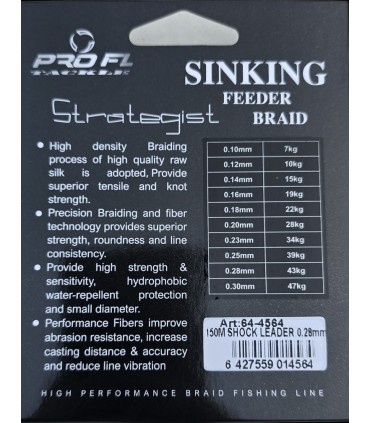 PRO FL
TACKLE
SINKING
FEEDER
BRAID
Strategist
• High density Braiding
process of high quality raw
silk is adopted, Provide
superior tensile and knot
strength.
• Precision Braiding and fiber
technology provides superior
strength, roundness and line
consistency.
• Provide high strength &
sensitivity, hydrophobic
water-repellent protection
and small diameter.
• Performance Fibers improve
abrasion resistance, increase
casting distance & accuracy
and reduce line vibration
0.10mm 7kg
0.12mm 10kg
0.14mm 15kg
0.16mm 19kg
0.18mm 22kg
0.20mm 28kg
0.23mm 34kg
0.25mm 39kg
0.28mm 43kg
0.30mm 47kg
Art:64-4564
150M SHOCK LEADER 0.28mm
6 427559 014564
HIGH PERFORMANCE BRAID FISHING LINE